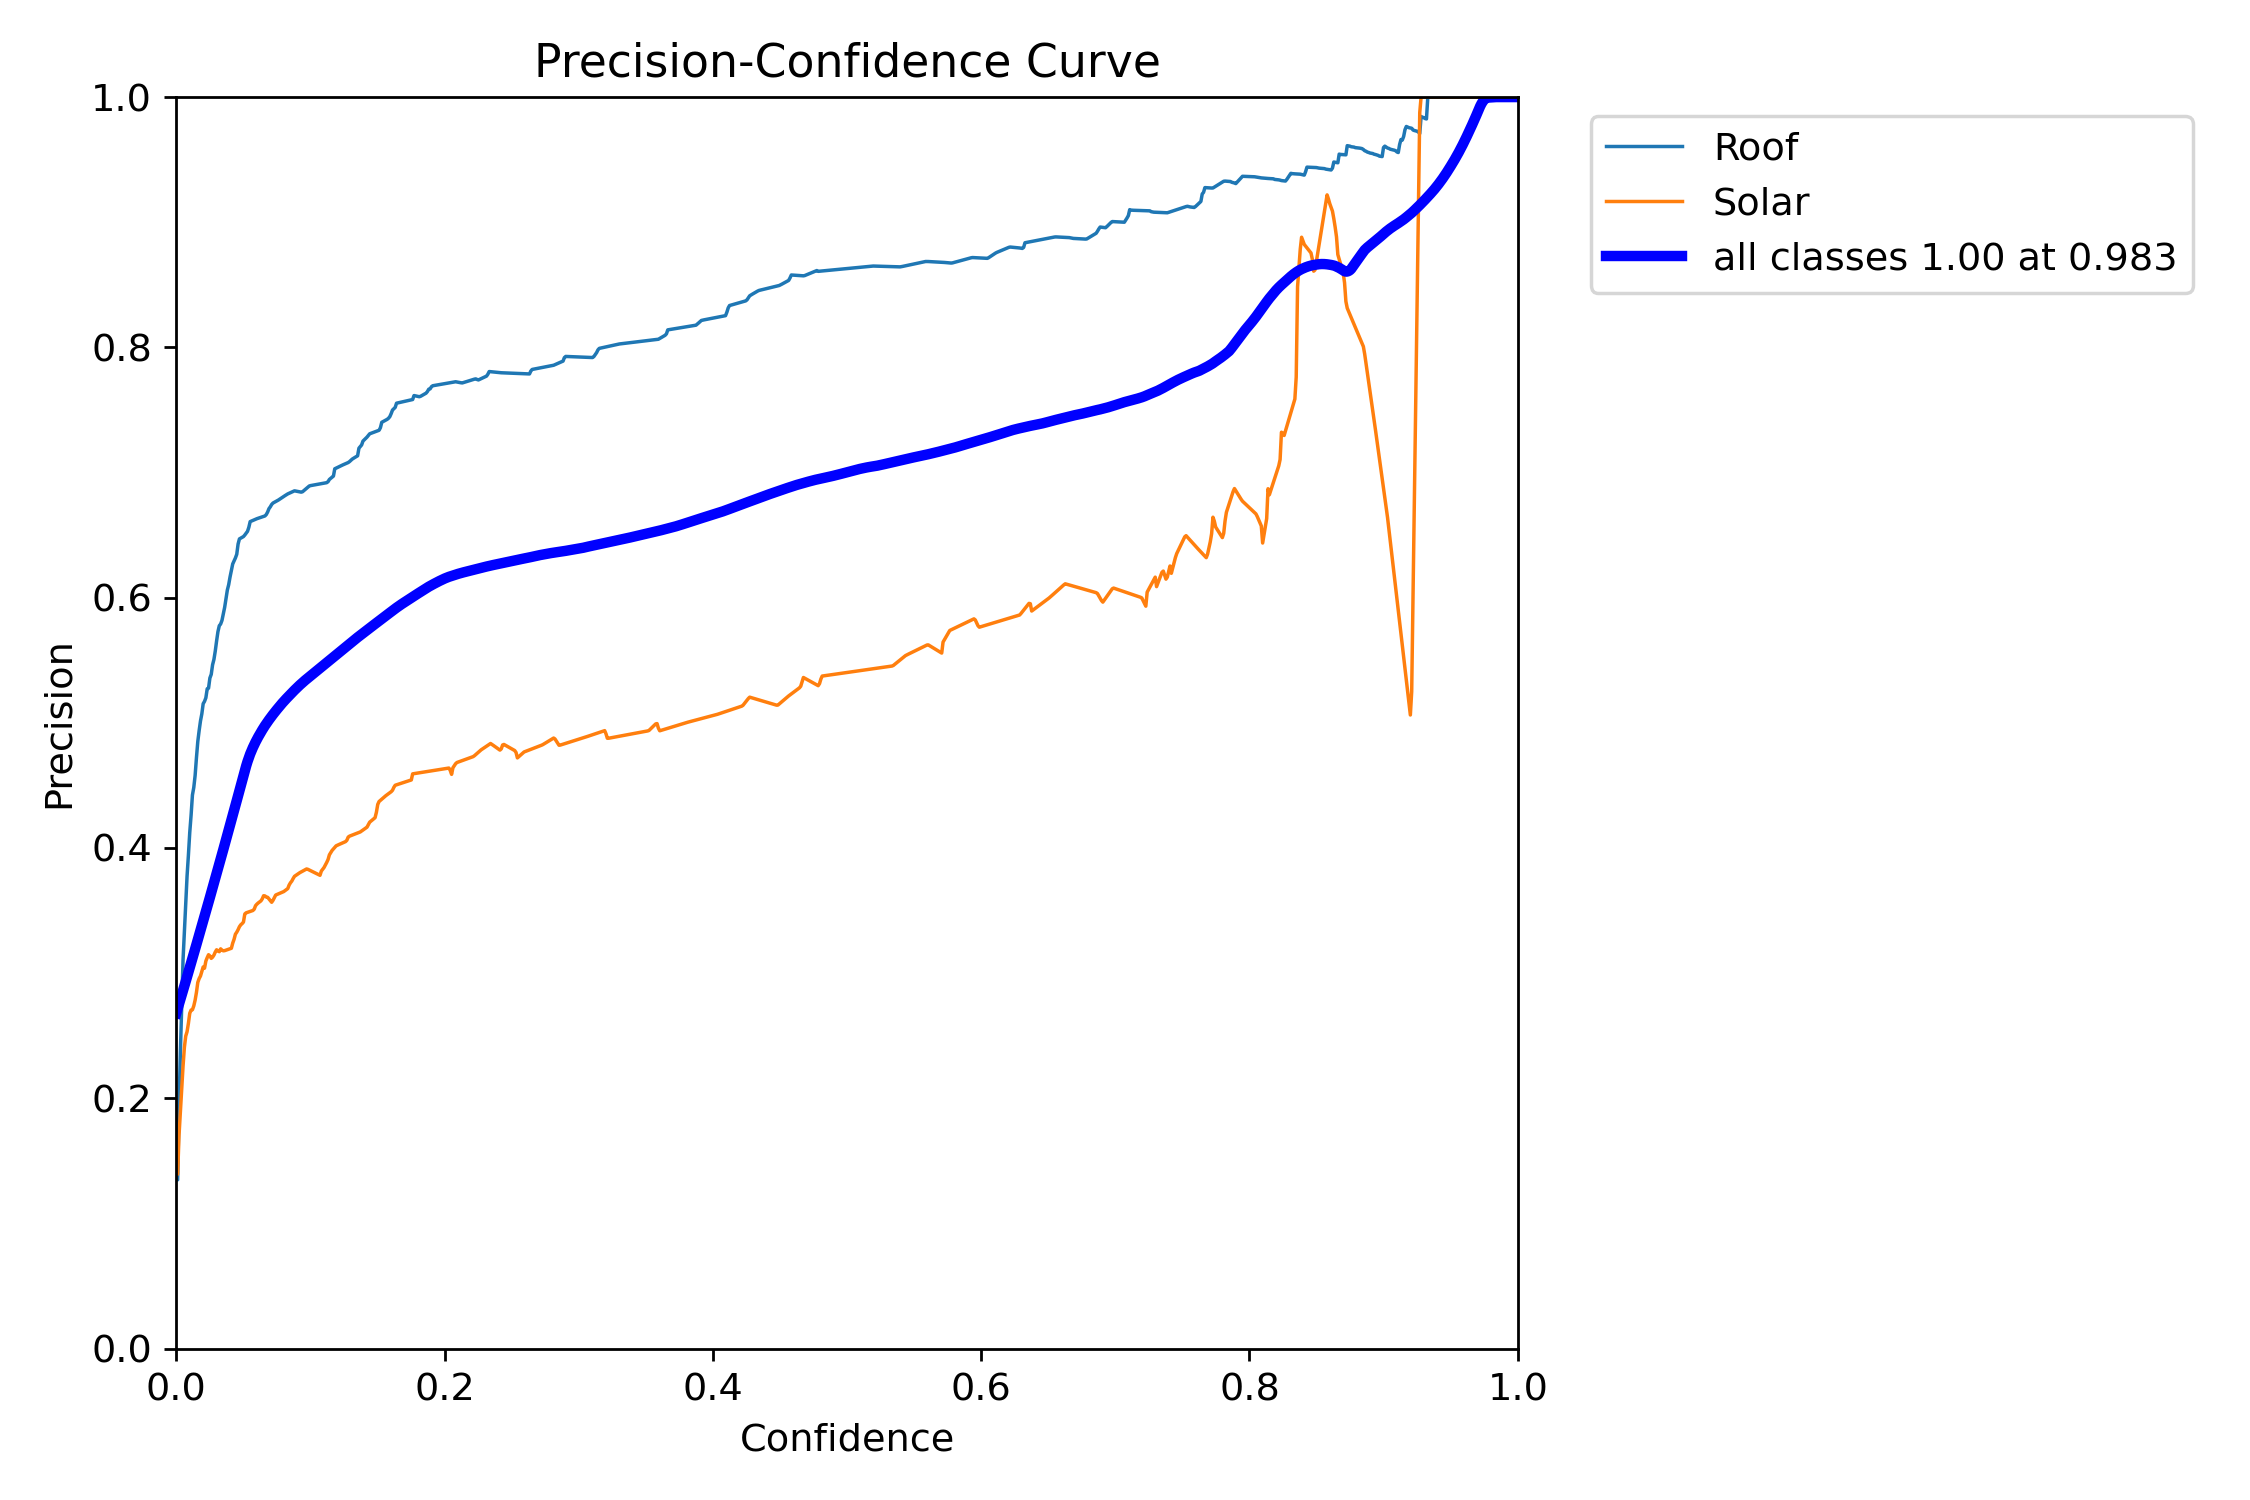 Precision-Confidence Curve
1.0
0.8
0.6
0.4
0.2
0.0
Precision
0.0 0.2 0.4 0.6 0.8 1.0
Confidence
Roof
Solar
all classes 1.00 at 0.983